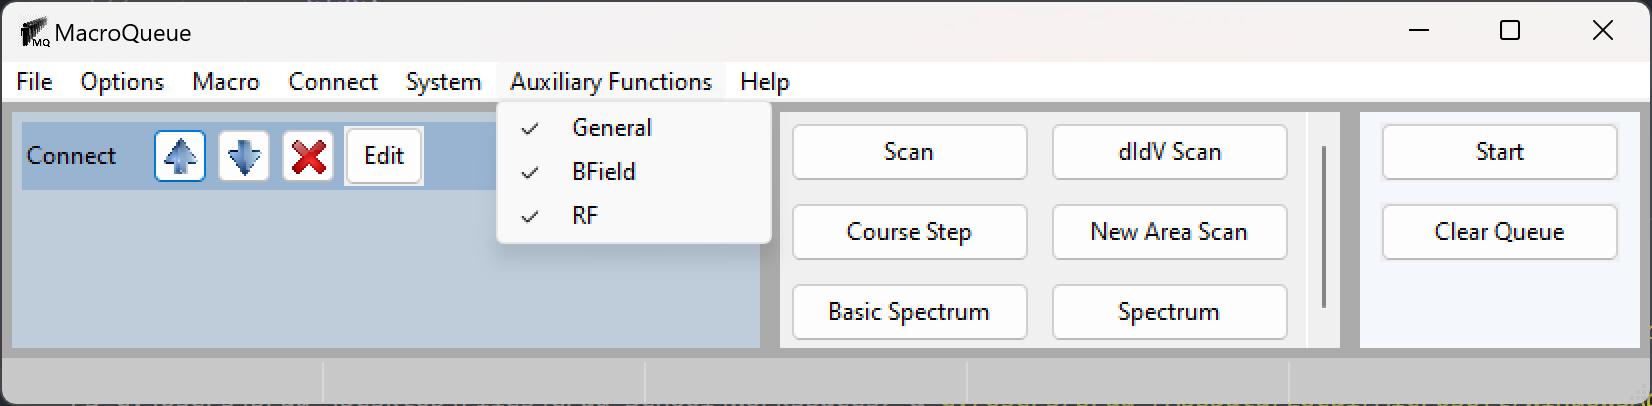 MQ MacroQueue
File Options Macro Connect System Auxiliary Functions Help
General
BField
RF
Connect Edit
Scan dIdV Scan
Course Step New Area Scan
Basic Spectrum Spectrum
Start
Clear Queue